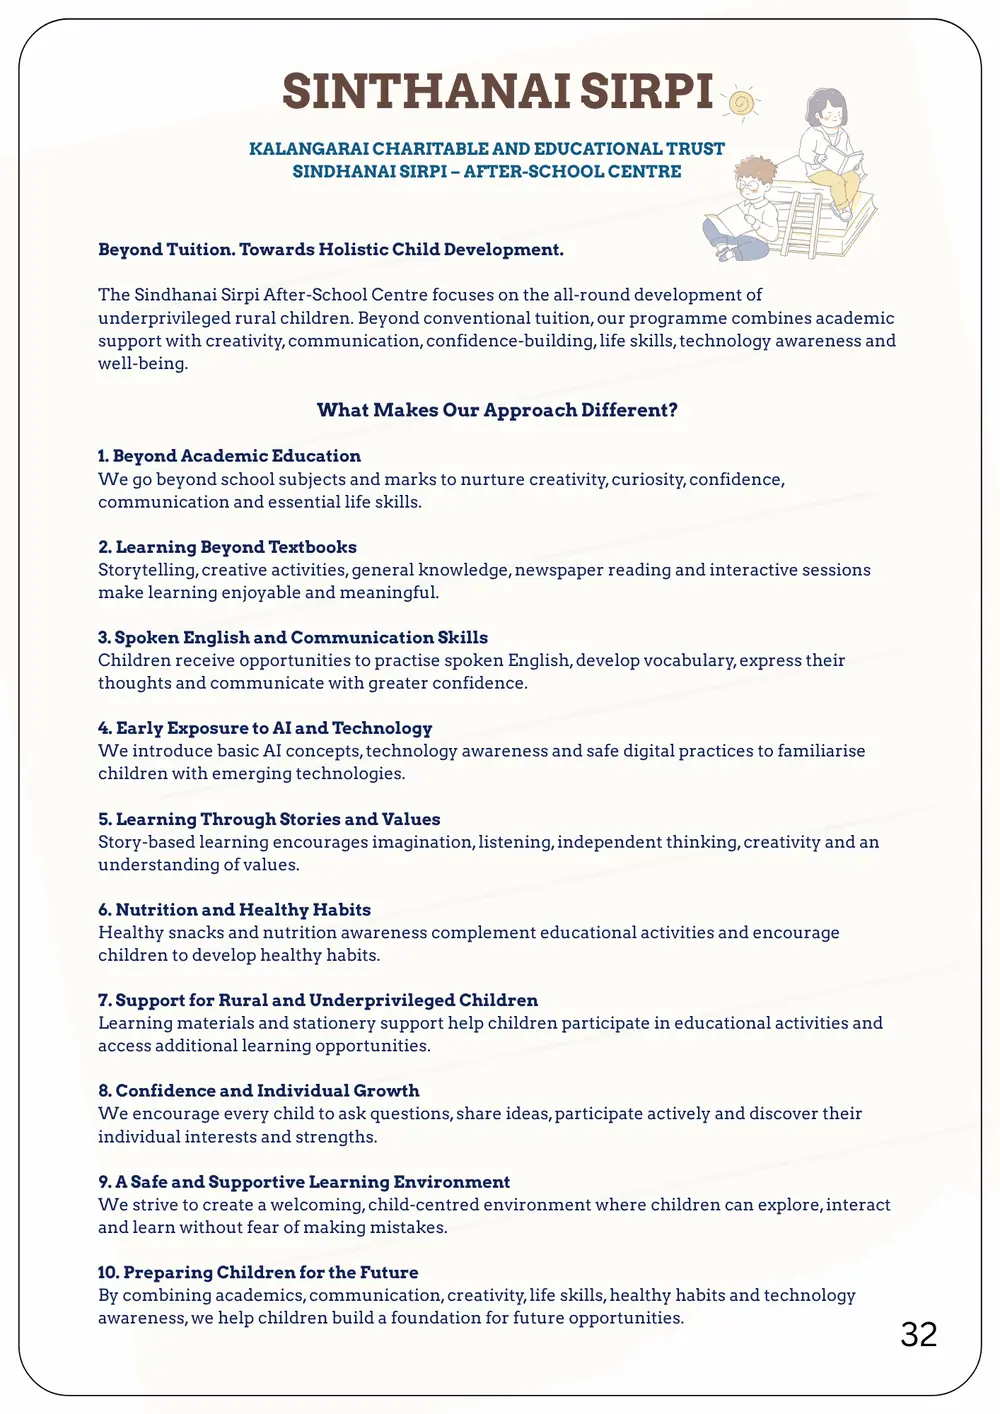 SINTHANAI SIRPI
KALANGARAI CHARITABLE AND EDUCATIONAL TRUST
SINDHANAI SIRPI – AFTER-SCHOOL CENTRE
Beyond Tuition. Towards Holistic Child Development.
The Sindhanai Sirpi After-School Centre focuses on the all-round development of
underprivileged rural children. Beyond conventional tuition, our programme combines academic
support with creativity, communication, confidence-building, life skills, technology awareness and
well-being.
What Makes Our Approach Different?
1. Beyond Academic Education
We go beyond school subjects and marks to nurture creativity, curiosity, confidence,
communication and essential life skills.
2. Learning Beyond Textbooks
Storytelling, creative activities, general knowledge, newspaper reading and interactive sessions
make learning enjoyable and meaningful.
3. Spoken English and Communication Skills
Children receive opportunities to practise spoken English, develop vocabulary, express their
thoughts and communicate with greater confidence.
4. Early Exposure to AI and Technology
We introduce basic AI concepts, technology awareness and safe digital practices to familiarise
children with emerging technologies.
5. Learning Through Stories and Values
Story-based learning encourages imagination, listening, independent thinking, creativity and an
understanding of values.
6. Nutrition and Healthy Habits
Healthy snacks and nutrition awareness complement educational activities and encourage
children to develop healthy habits.
7. Support for Rural and Underprivileged Children
Learning materials and stationery support help children participate in educational activities and
access additional learning opportunities.
8. Confidence and Individual Growth
We encourage every child to ask questions, share ideas, participate actively and discover their
individual interests and strengths.
9. A Safe and Supportive Learning Environment
We strive to create a welcoming, child-centred environment where children can explore, interact
and learn without fear of making mistakes.
10. Preparing Children for the Future
By combining academics, communication, creativity, life skills, healthy habits and technology
awareness, we help children build a foundation for future opportunities.
32